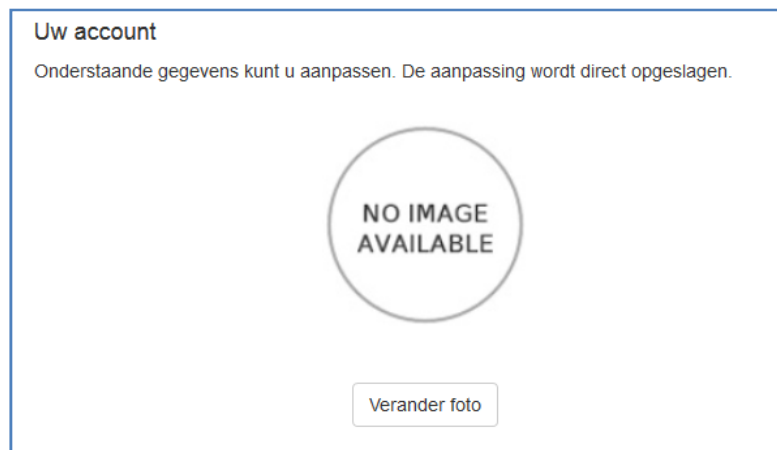 Uw account
Onderstaande gegevens kunt u aanpassen. De aanpassing wordt direct opgeslagen.
NO IMAGE
AVAILABLE
Verander foto